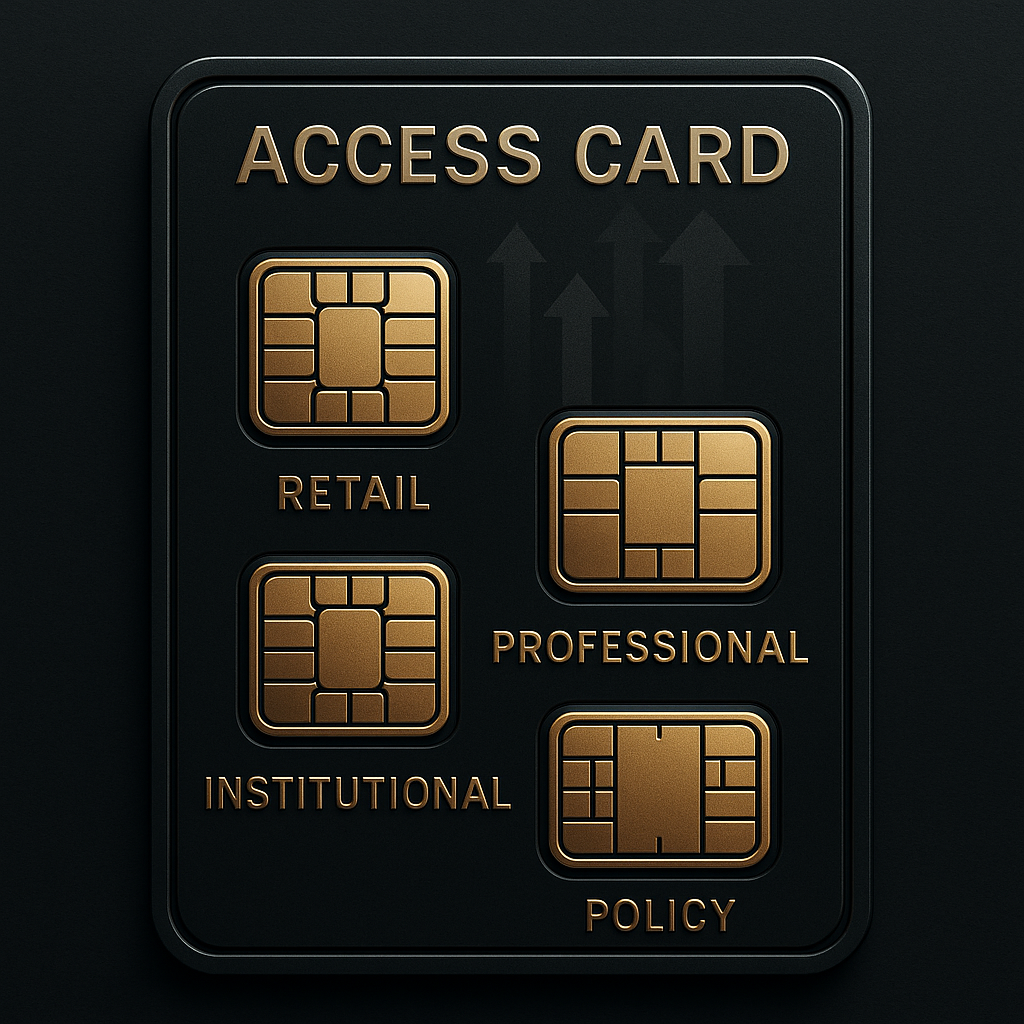 ACCESS CARD
RETAIL
PROFESSIONAL
INSTITUTIONAL
POLICY